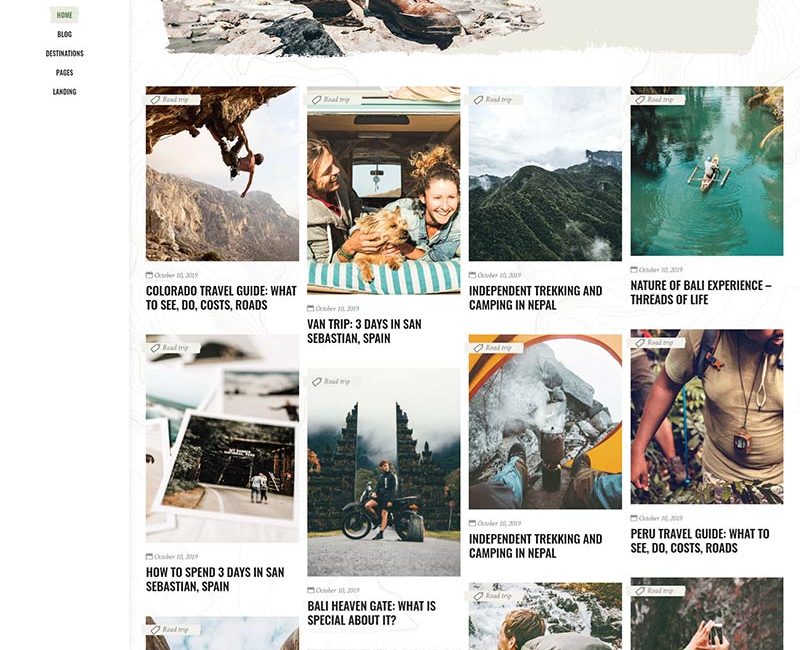 HOME
BLOG
DESTINATIONS
PAGES
LANDING
Road trip
October 10, 2019
COLORADO TRAVEL GUIDE: WHAT
TO SEE, DO, COSTS, ROADS
Road trip
October 10, 2019
HOW TO SPEND 3 DAYS IN SAN
SEBASTIAN, SPAIN
Road trip
Road trip
October 10, 2019
VAN TRIP: 3 DAYS IN SAN
SEBASTIAN, SPAIN
Road trip
October 10, 2019
BALI HEAVEN GATE: WHAT IS
SPECIAL ABOUT IT?
Road trip
October 10, 2019
INDEPENDENT TREKKING AND
CAMPING IN NEPAL
Road trip
October 10, 2019
INDEPENDENT TREKKING AND
CAMPING IN NEPAL
Road trip
Road trip
October 10, 2019
NATURE OF BALI EXPERIENCE –
THREADS OF LIFE
Road trip
October 10, 2019
PERU TRAVEL GUIDE: WHAT TO
SEE, DO, COSTS, ROADS
Road trip